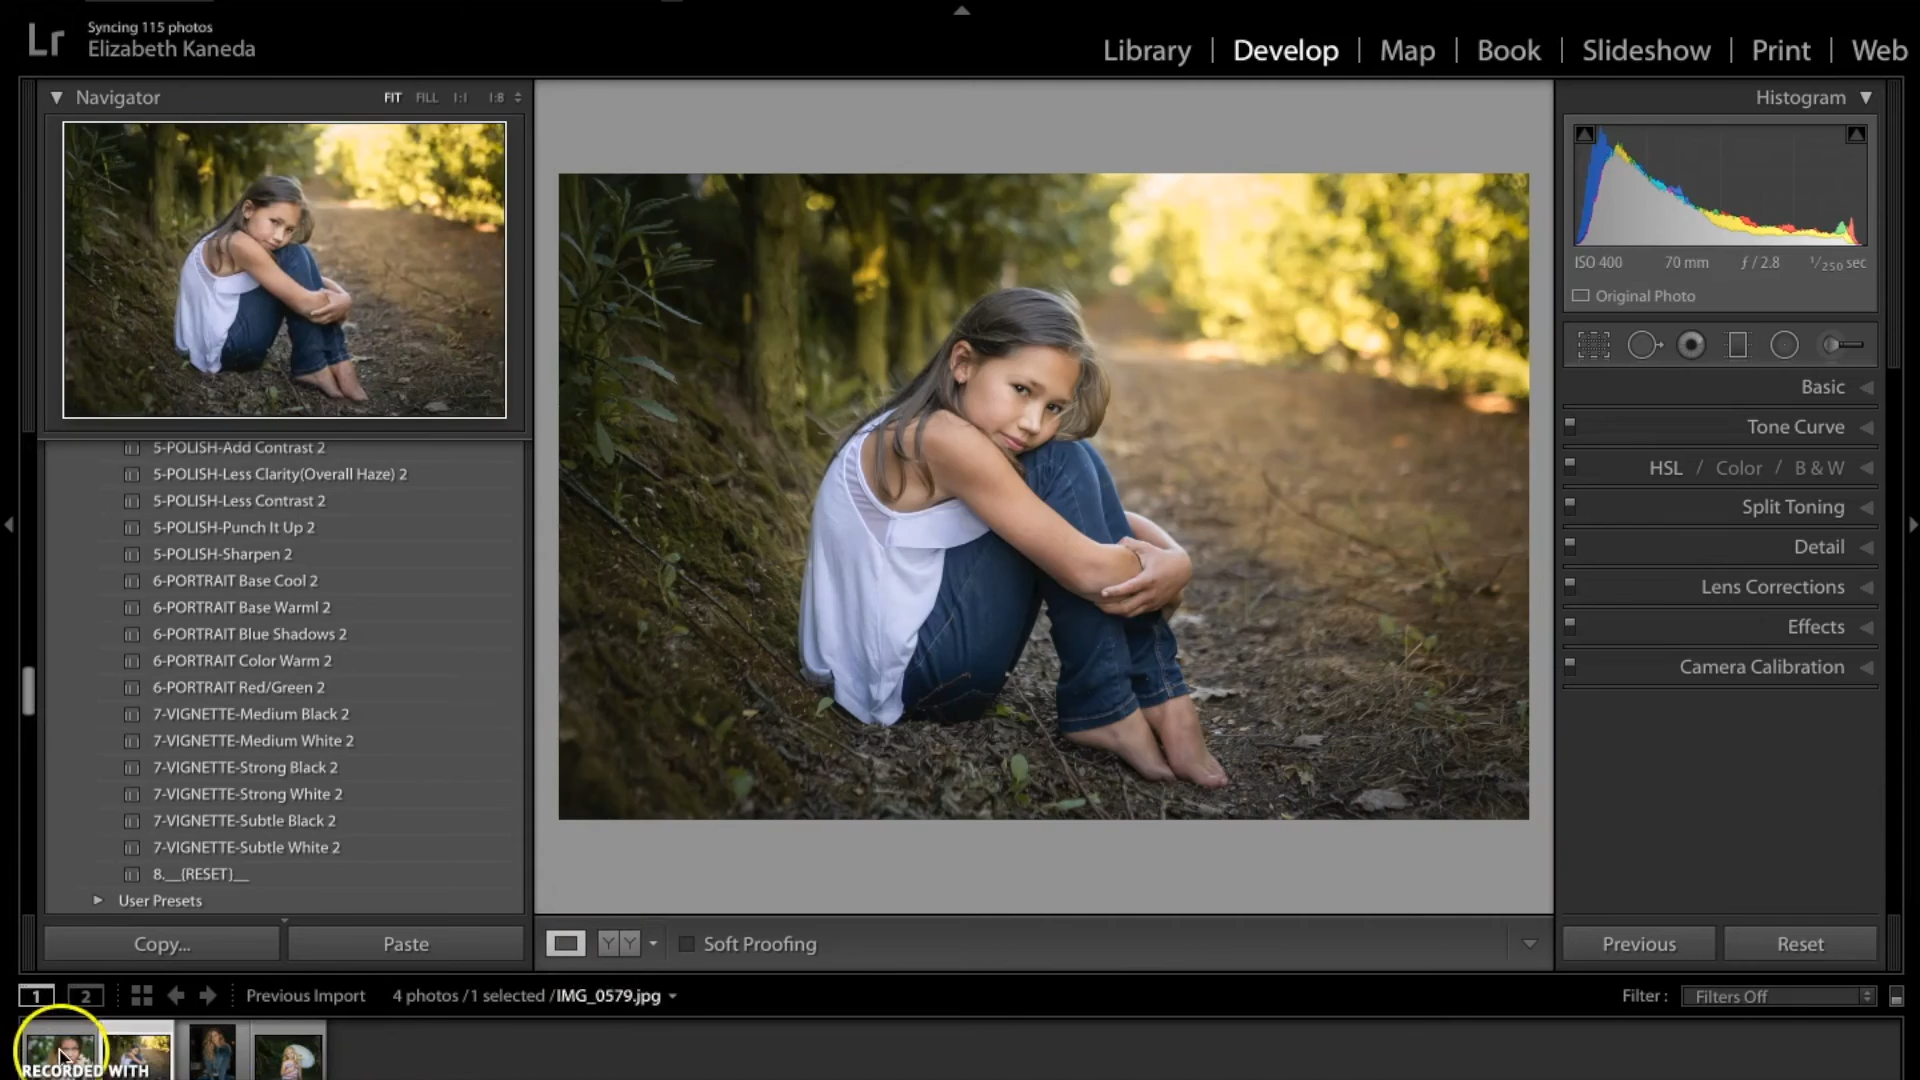 Lr
Syncing 115 photos
Elizabeth Kaneda
Library | Develop | Map | Book | Slideshow | Print | Web
Navigator
FIT FILL 1:1 1:8
Histogram
ISO 400 70 mm ƒ / 2.8 1/250 sec
Original Photo
Basic
Tone Curve
HSL / Color / B & W
Split Toning
Detail
Lens Corrections
Effects
Camera Calibration
5-POLISH-Add Contrast 2
5-POLISH-Less Clarity(Overall Haze) 2
5-POLISH-Less Contrast 2
5-POLISH-Punch It Up 2
5-POLISH-Sharpen 2
6-PORTRAIT Base Cool 2
6-PORTRAIT Base Warml 2
6-PORTRAIT Blue Shadows 2
6-PORTRAIT Color Warm 2
6-PORTRAIT Red/Green 2
7-VIGNETTE-Medium Black 2
7-VIGNETTE-Medium White 2
7-VIGNETTE-Strong Black 2
7-VIGNETTE-Strong White 2
7-VIGNETTE-Subtle Black 2
7-VIGNETTE-Subtle White 2
8.__{RESET}__
User Presets
Copy... Paste
Y Y Soft Proofing
Previous Reset
1 2 Previous Import 4 photos /1 selected /IMG_0579.jpg
Filter : Filters Off
RECORDED WITH